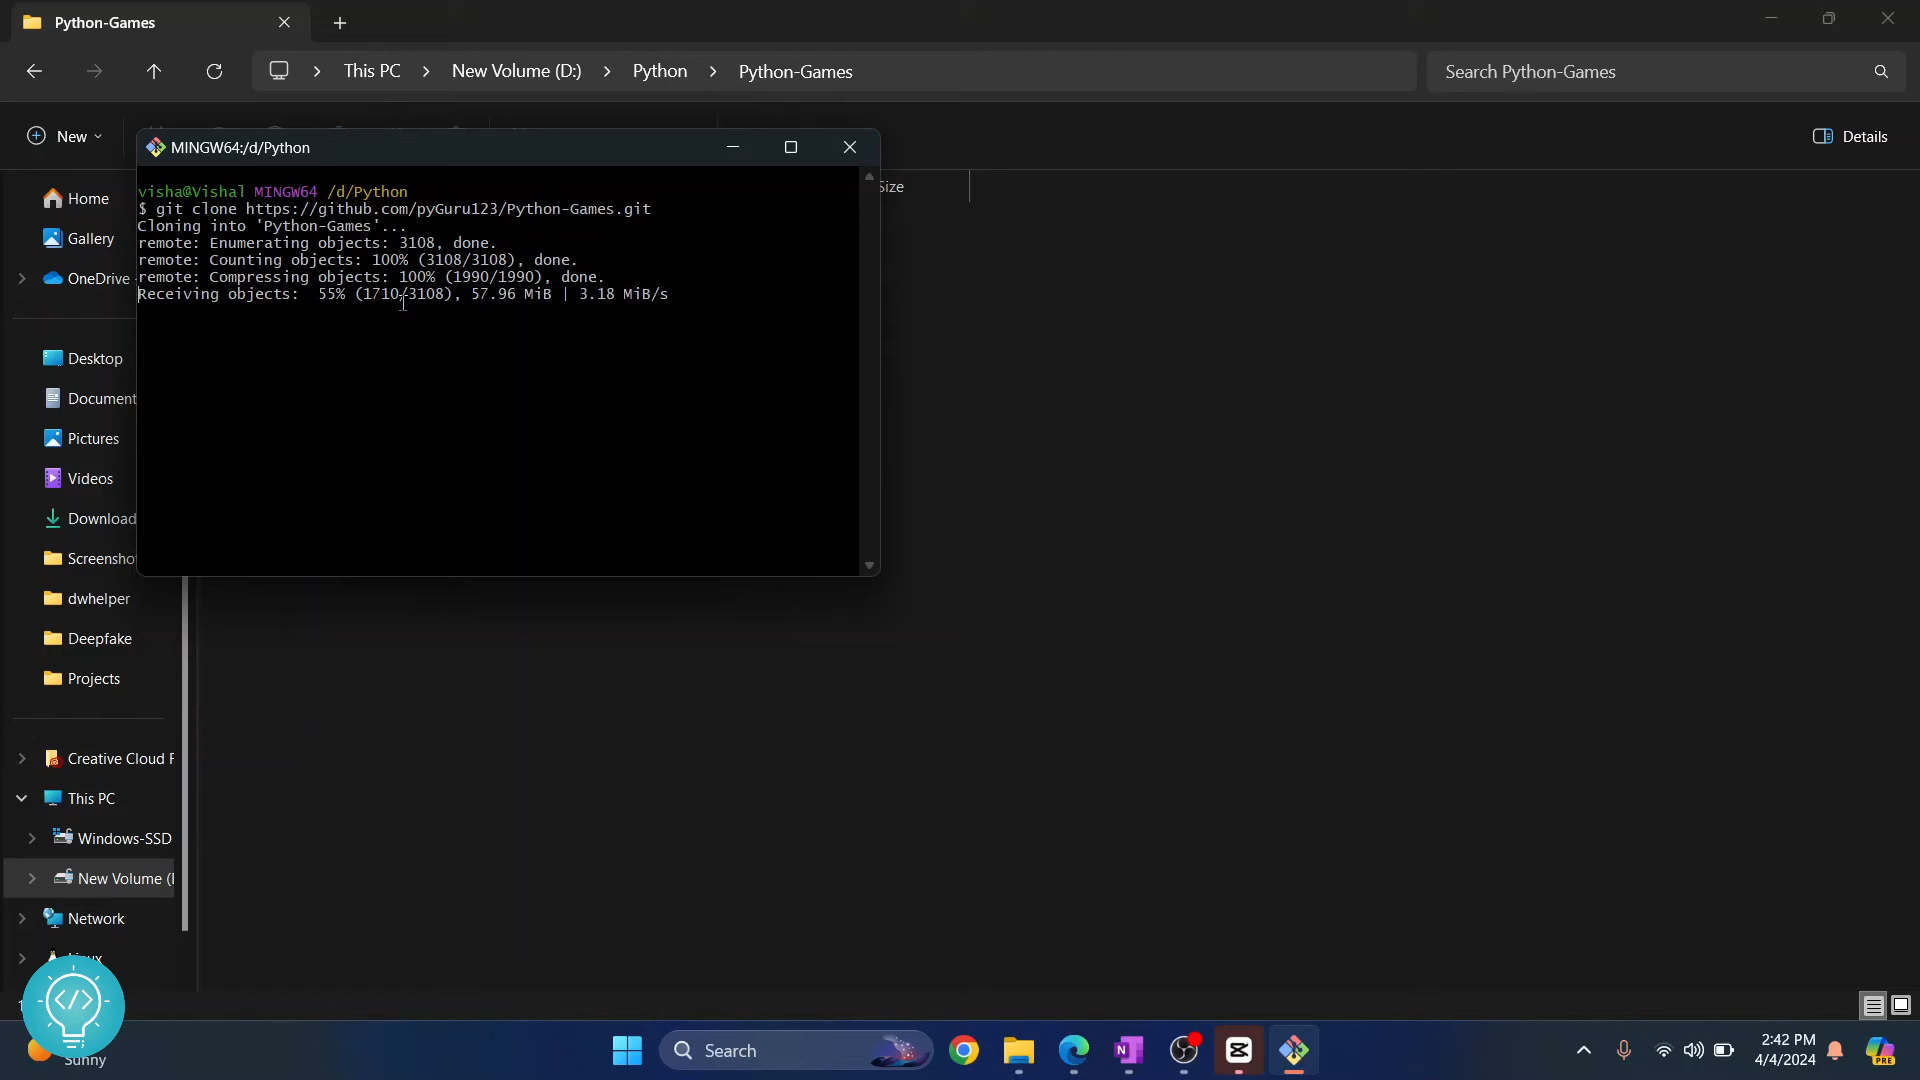 Python-Games
This PC
New Volume (D:)
Python
Python-Games
Search Python-Games
New
Details
MINGW64:/d/Python
Size
visha@Vishal MINGW64 /d/Python
$ git clone https://github.com/pyGuru123/Python-Games.git
Cloning into 'Python-Games'...
remote: Enumerating objects: 3108, done.
remote: Counting objects: 100% (3108/3108), done.
remote: Compressing objects: 100% (1990/1990), done.
Receiving objects:  55% (1710/3108), 57.96 MiB | 3.18 MiB/s
Home
Gallery
OneDrive
Desktop
Document
Pictures
Videos
Download
Screensho
dwhelper
Deepfake
Projects
Creative Cloud F
This PC
Windows-SSD
New Volume (
Network
Sunny
Search
PRE
2:42 PM
4/4/2024